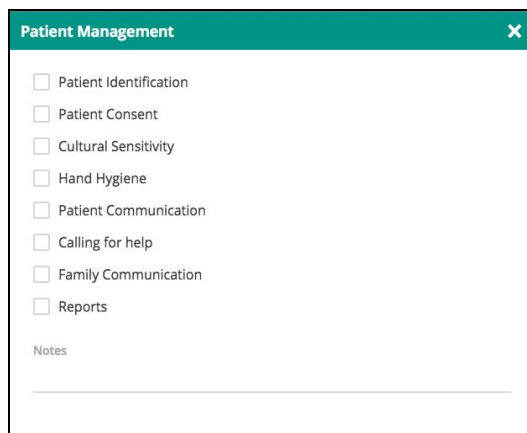 Patient Management
Patient Identification
Patient Consent
Cultural Sensitivity
Hand Hygiene
Patient Communication
Calling for help
Family Communication
Reports
Notes